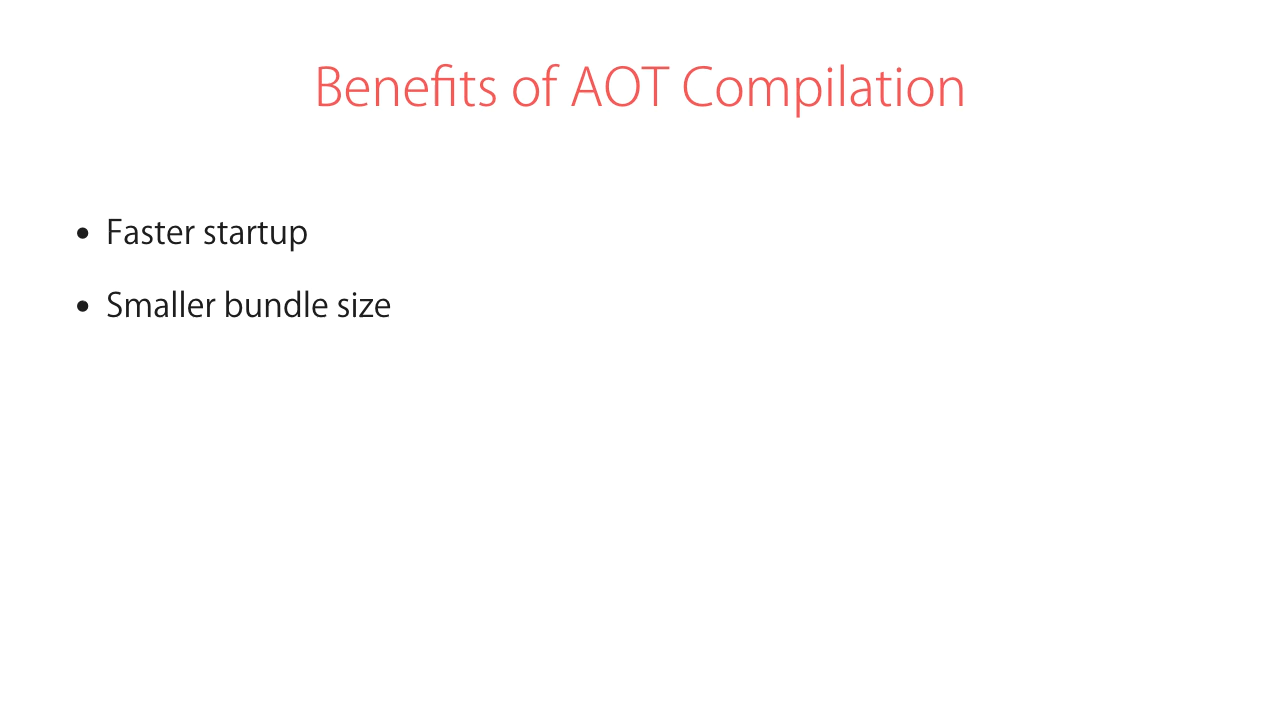 Benefits of AOT Compilation
• Faster startup
• Smaller bundle size